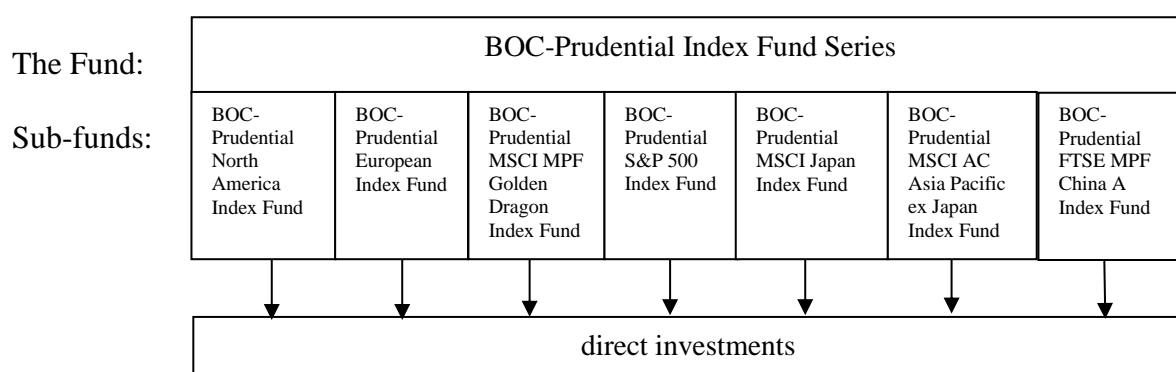 The Fund:
BOC-Prudential Index Fund Series
Sub-funds:
BOC-
Prudential
North
America
Index Fund
BOC-
Prudential
European
Index Fund
BOC-
Prudential
MSCI MPF
Golden
Dragon
Index Fund
BOC-
Prudential
S&P 500
Index Fund
BOC-
Prudential
MSCI Japan
Index Fund
BOC-
Prudential
MSCI AC
Asia Pacific
ex Japan
Index Fund
BOC-
Prudential
FTSE MPF
China A
Index Fund
direct investments